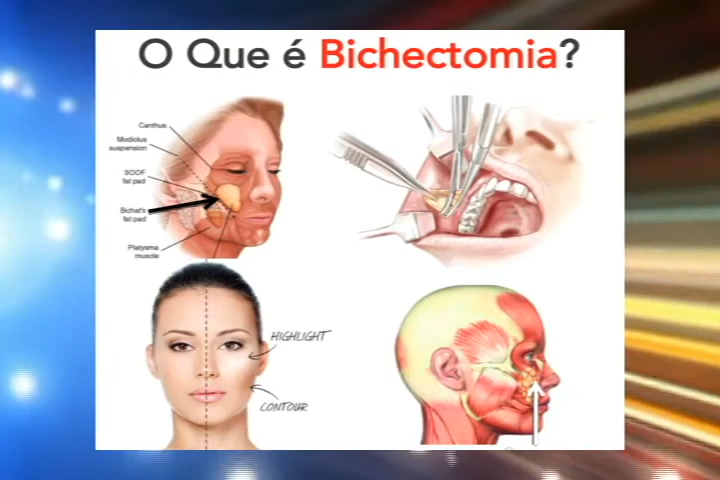 O Que é Bichectomia?
Canthus
Modiolus
suspension
SOOF
fat pad
Bichat's
fat pad
Platysma
muscle
HIGHLIGHT
CONTOUR